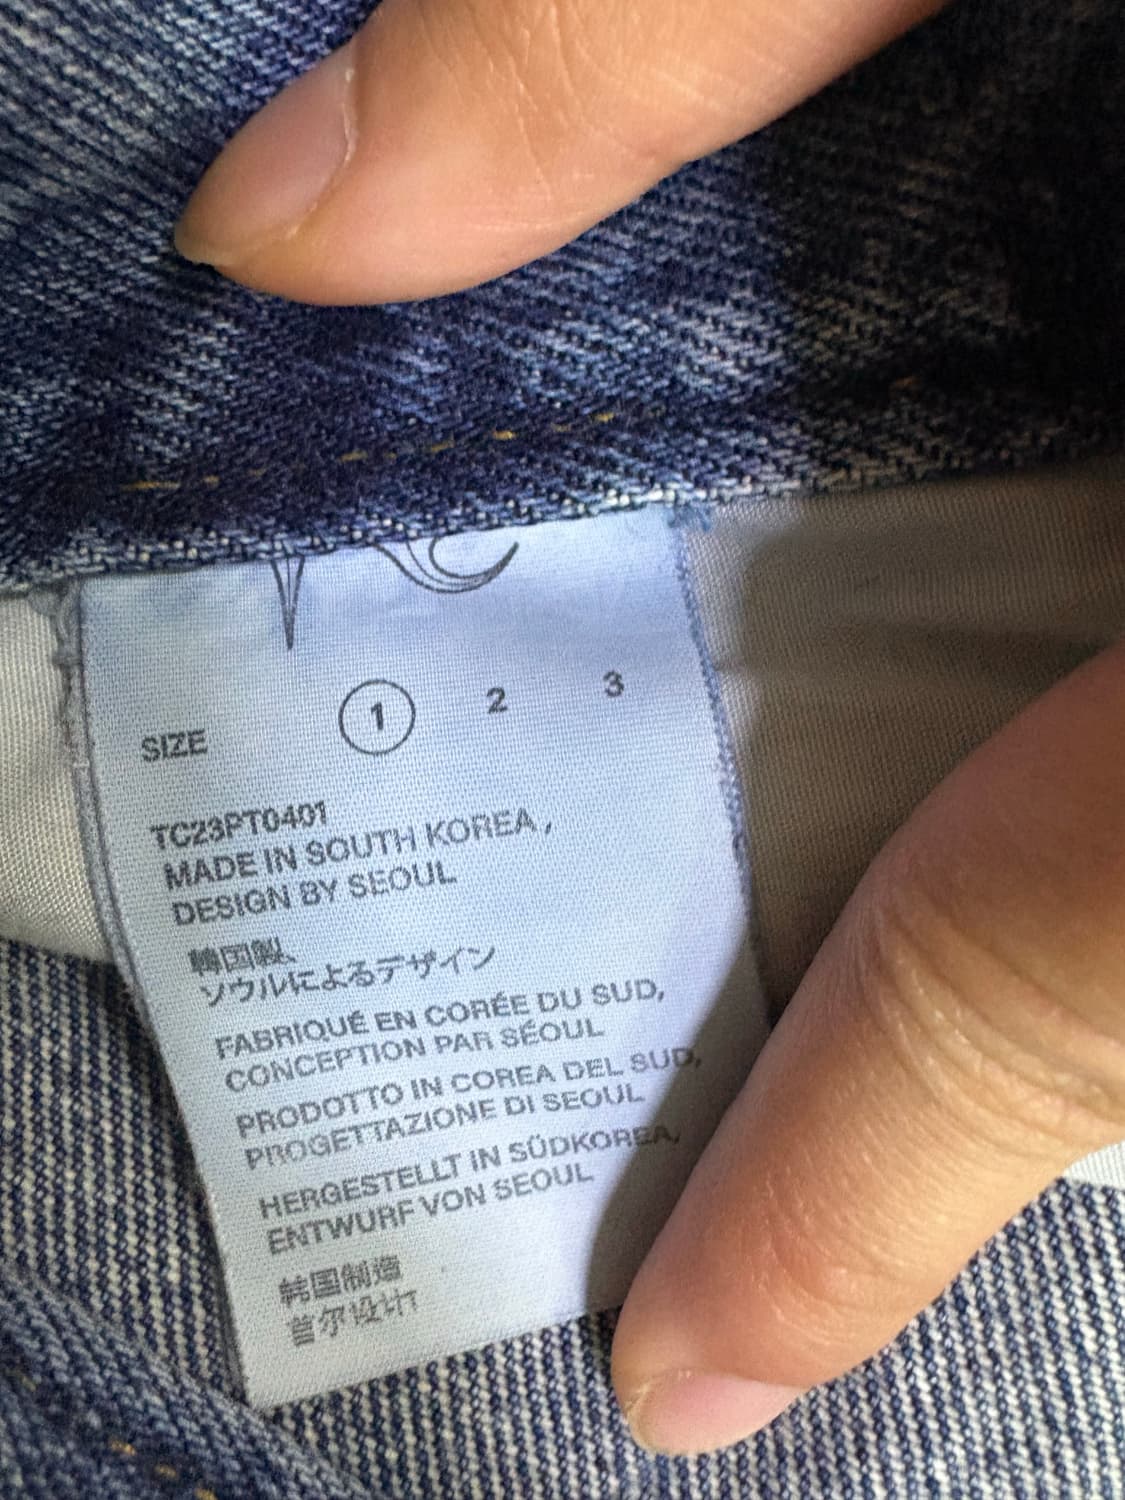 SIZE 1 2 3
TC23PT0401
MADE IN SOUTH KOREA,
DESIGN BY SEOUL
韓国製、
ソウルによるデザイン
FABRIQUÉ EN CORÉE DU SUD,
CONCEPTION PAR SÉOUL
PRODOTTO IN COREA DEL SUD,
PROGETTAZIONE DI SEOUL
HERGESTELLT IN SÜDKOREA,
ENTWURF VON SEOUL
韩国制造
首尔设计